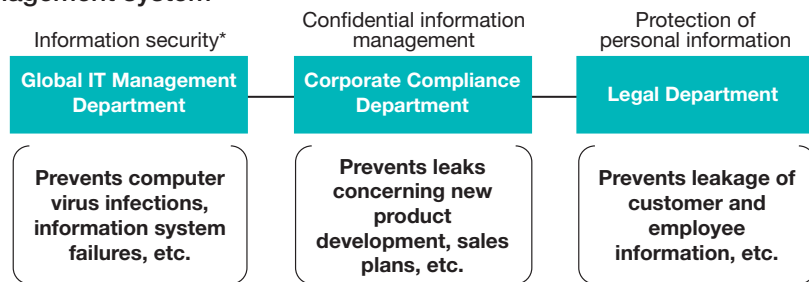 Information security*
Global IT Management
Department
Prevents computer
virus infections,
information system
failures, etc.
Confidential information
management
Corporate Compliance
Department
Prevents leaks
concerning new
product
development, sales
plans, etc.
Protection of
personal information
Legal Department
Prevents leakage of
customer and
employee
information, etc.